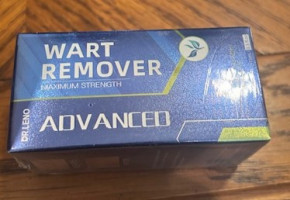 WART
REMOVER
MAXIMUM STRENGTH
DR.LENO
ADVANCED